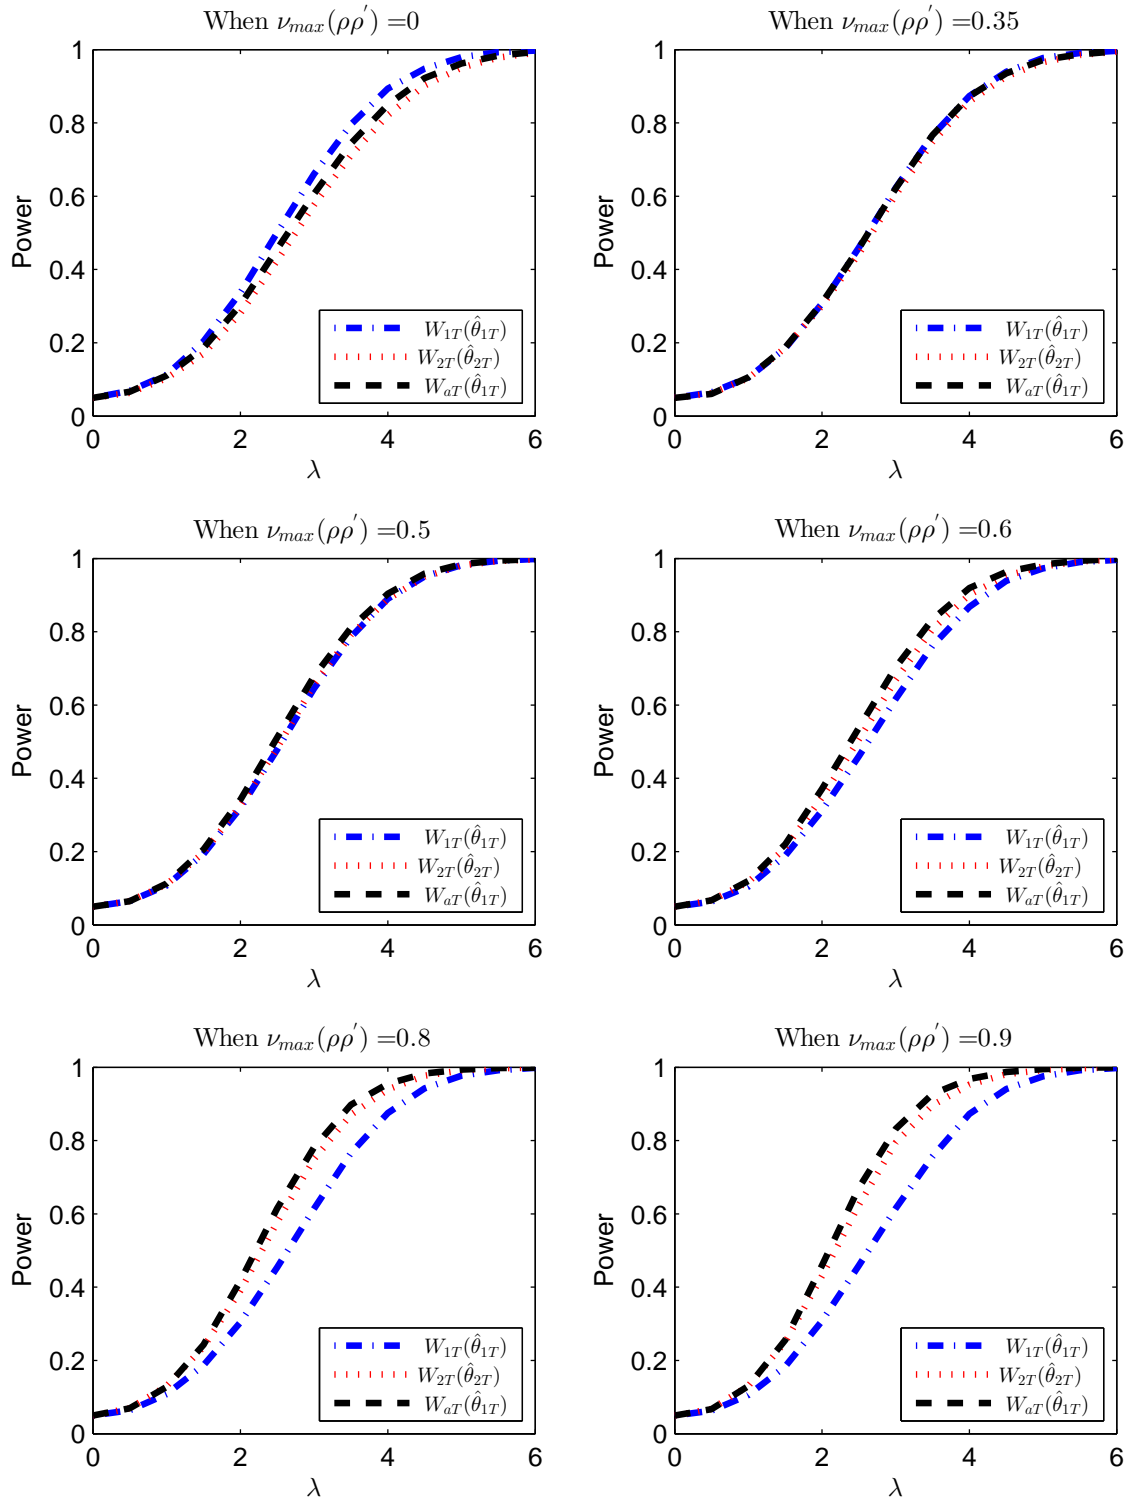 When ν_max(ρρ′) =0
1
0.8
0.6
0.4
0.2
0
Power
0 2 4 6
λ
W_1T(θ̂_1T)
W_2T(θ̂_2T)
W_aT(θ̂_1T)
When ν_max(ρρ′) =0.35
1
0.8
0.6
0.4
0.2
0
Power
0 2 4 6
λ
W_1T(θ̂_1T)
W_2T(θ̂_2T)
W_aT(θ̂_1T)
When ν_max(ρρ′) =0.5
1
0.8
0.6
0.4
0.2
0
Power
0 2 4 6
λ
W_1T(θ̂_1T)
W_2T(θ̂_2T)
W_aT(θ̂_1T)
When ν_max(ρρ′) =0.6
1
0.8
0.6
0.4
0.2
0
Power
0 2 4 6
λ
W_1T(θ̂_1T)
W_2T(θ̂_2T)
W_aT(θ̂_1T)
When ν_max(ρρ′) =0.8
1
0.8
0.6
0.4
0.2
0
Power
0 2 4 6
λ
W_1T(θ̂_1T)
W_2T(θ̂_2T)
W_aT(θ̂_1T)
When ν_max(ρρ′) =0.9
1
0.8
0.6
0.4
0.2
0
Power
0 2 4 6
λ
W_1T(θ̂_1T)
W_2T(θ̂_2T)
W_aT(θ̂_1T)